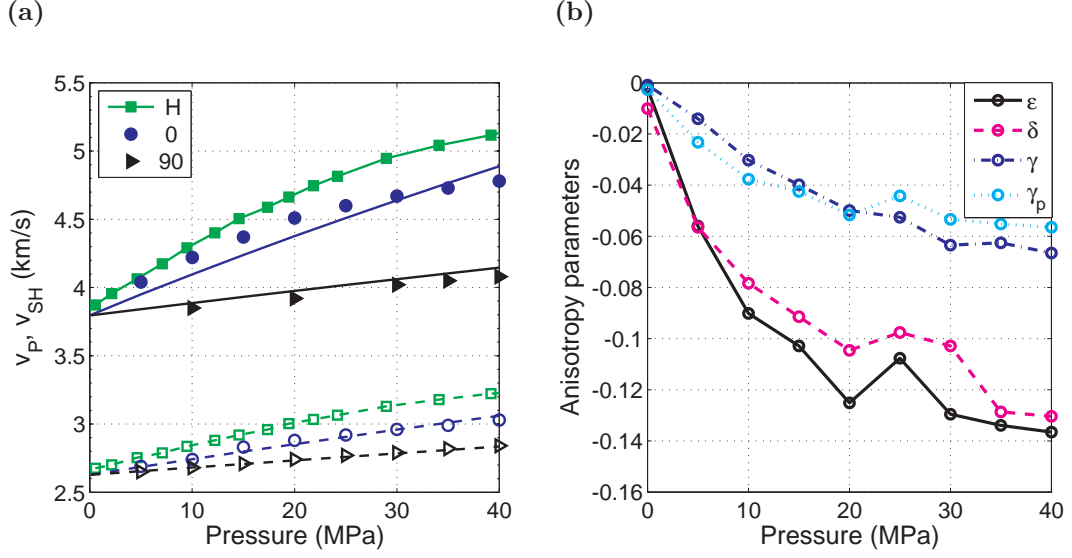 (a)
(b)
5.5
5
4.5
4
3.5
3
2.5
0
10
20
30
40
v_P, v_SH (km/s)
Pressure (MPa)
H
0
90
0
-0.02
-0.04
-0.06
-0.08
-0.1
-0.12
-0.14
-0.16
0
10
20
30
40
Anisotropy parameters
Pressure (MPa)
ε
δ
γ
γ_p